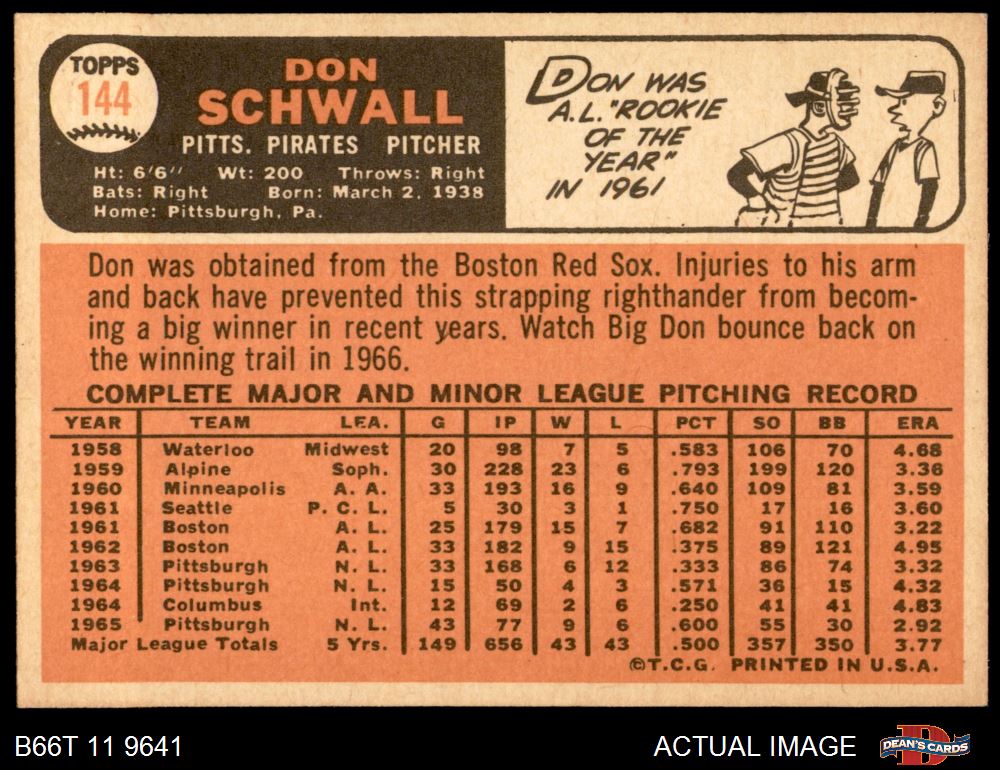 TOPPS
144
DON
SCHWALL
PITTS. PIRATES PITCHER
Ht: 6'6" Wt: 200 Throws: Right
Bats: Right Born: March 2, 1938
Home: Pittsburgh, Pa.
DON WAS
A.L. "ROOKIE
OF THE
YEAR"
IN 1961
Don was obtained from the Boston Red Sox. Injuries to his arm
and back have prevented this strapping righthander from becom-
ing a big winner in recent years. Watch Big Don bounce back on
the winning trail in 1966.
COMPLETE MAJOR AND MINOR LEAGUE PITCHING RECORD
YEAR TEAM LEA. G IP W L PCT SO BB ERA
1958 Waterloo Midwest 20 98 7 5 .583 106 70 4.68
1959 Alpine Soph. 30 228 23 6 .793 199 120 3.36
1960 Minneapolis A. A. 33 193 16 9 .640 109 81 3.59
1961 Seattle P. C. L. 5 30 3 1 .750 17 16 3.60
1961 Boston A. L. 25 179 15 7 .682 91 110 3.22
1962 Boston A. L. 33 182 9 15 .375 89 121 4.95
1963 Pittsburgh N. L. 33 168 6 12 .333 86 74 3.32
1964 Pittsburgh N. L. 15 50 4 3 .571 36 15 4.32
1964 Columbus Int. 12 69 2 6 .250 41 41 4.83
1965 Pittsburgh N. L. 43 77 9 6 .600 55 30 2.92
Major League Totals 5 Yrs. 149 656 43 43 .500 357 350 3.77
©T.C.G. PRINTED IN U.S.A.
B66T 11 9641
ACTUAL IMAGE
D
DEAN'S CARDS